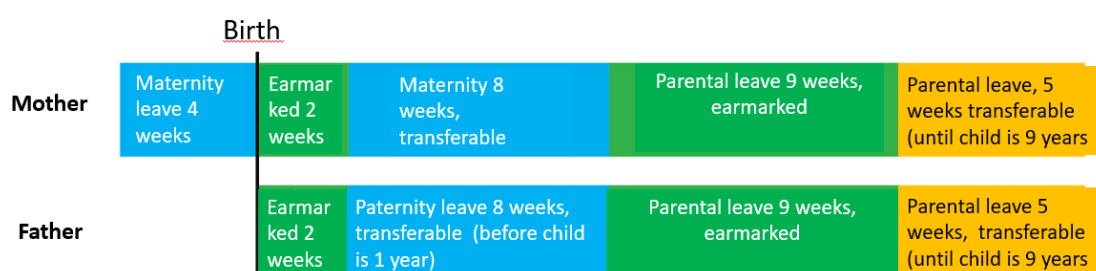 Birth
Mother
Maternity
leave 4
weeks
Earmar
ked 2
weeks
Maternity 8
weeks,
transferable
Parental leave 9 weeks,
earmarked
Parental leave, 5
weeks transferable
(until child is 9 years
Father
Earmar
ked 2
weeks
Paternity leave 8 weeks,
transferable (before child
is 1 year)
Parental leave 9 weeks,
earmarked
Parental leave 5
weeks, transferable
(until child is 9 years